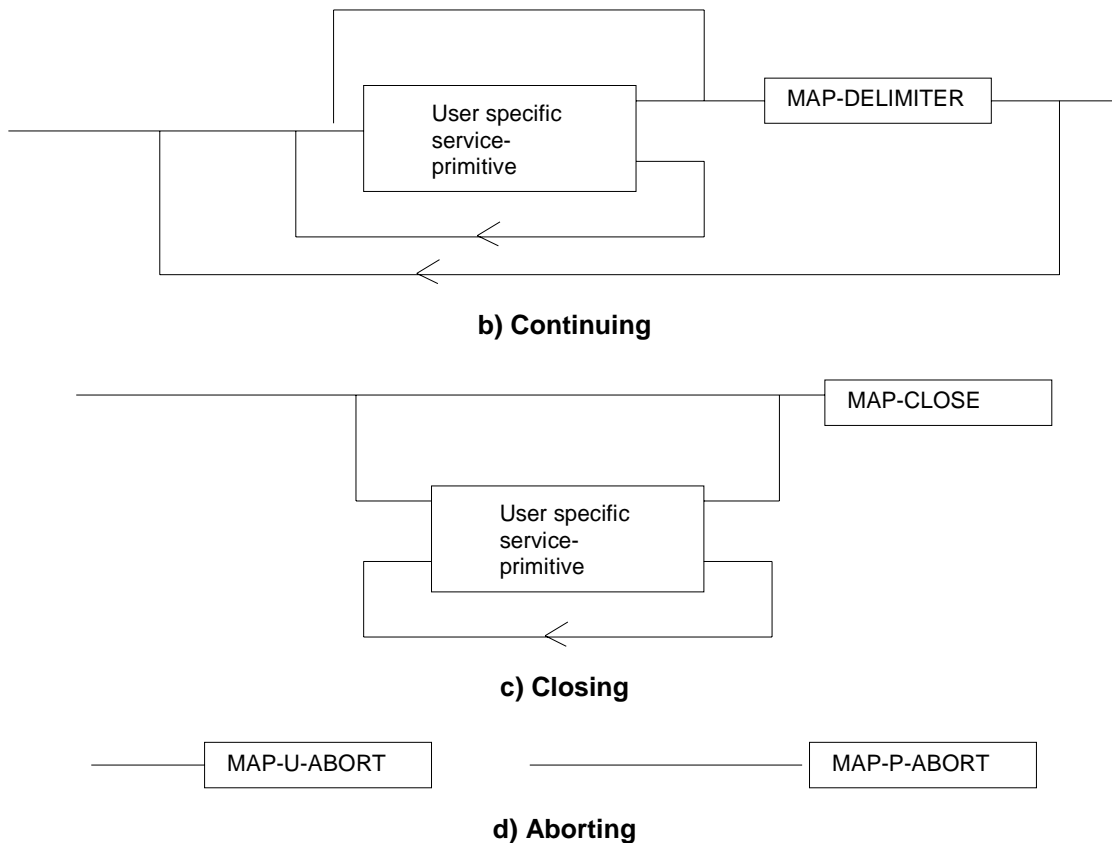 User specific
service-
primitive
MAP-DELIMITER
b) Continuing
MAP-CLOSE
User specific
service-
primitive
c) Closing
MAP-U-ABORT
MAP-P-ABORT
d) Aborting